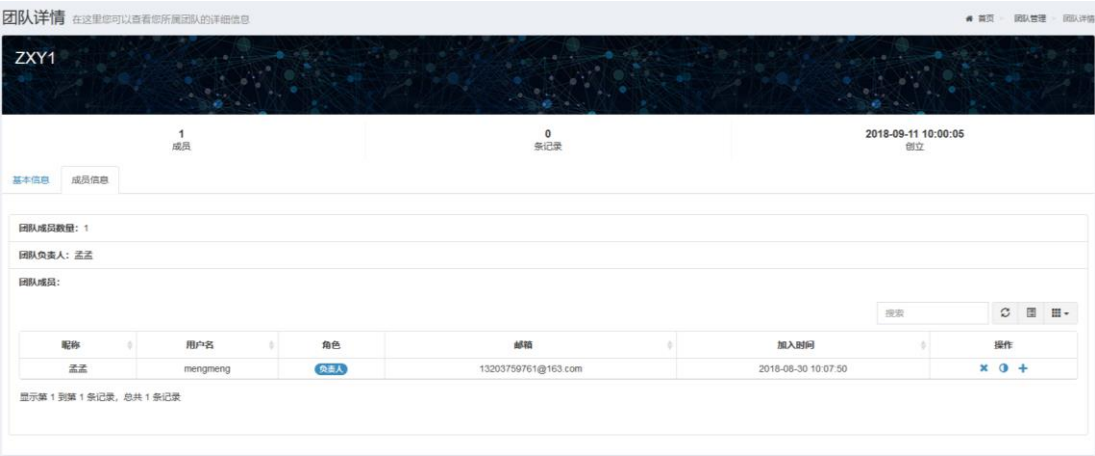 团队详情 在这里您可以查看您所属团队的详细信息 首页 > 团队管理 > 团队详情
ZXY1
1 0 2018-09-11 10:00:05
成员 条记录 创立
基本信息 成员信息
团队成员数量：1
团队负责人：孟孟
团队成员：
搜索
昵称 用户名 角色 邮箱 加入时间 操作
孟孟 mengmeng 负责人 13203759761@163.com 2018-08-30 10:07:50
显示第 1 到第 1 条记录，总共 1 条记录